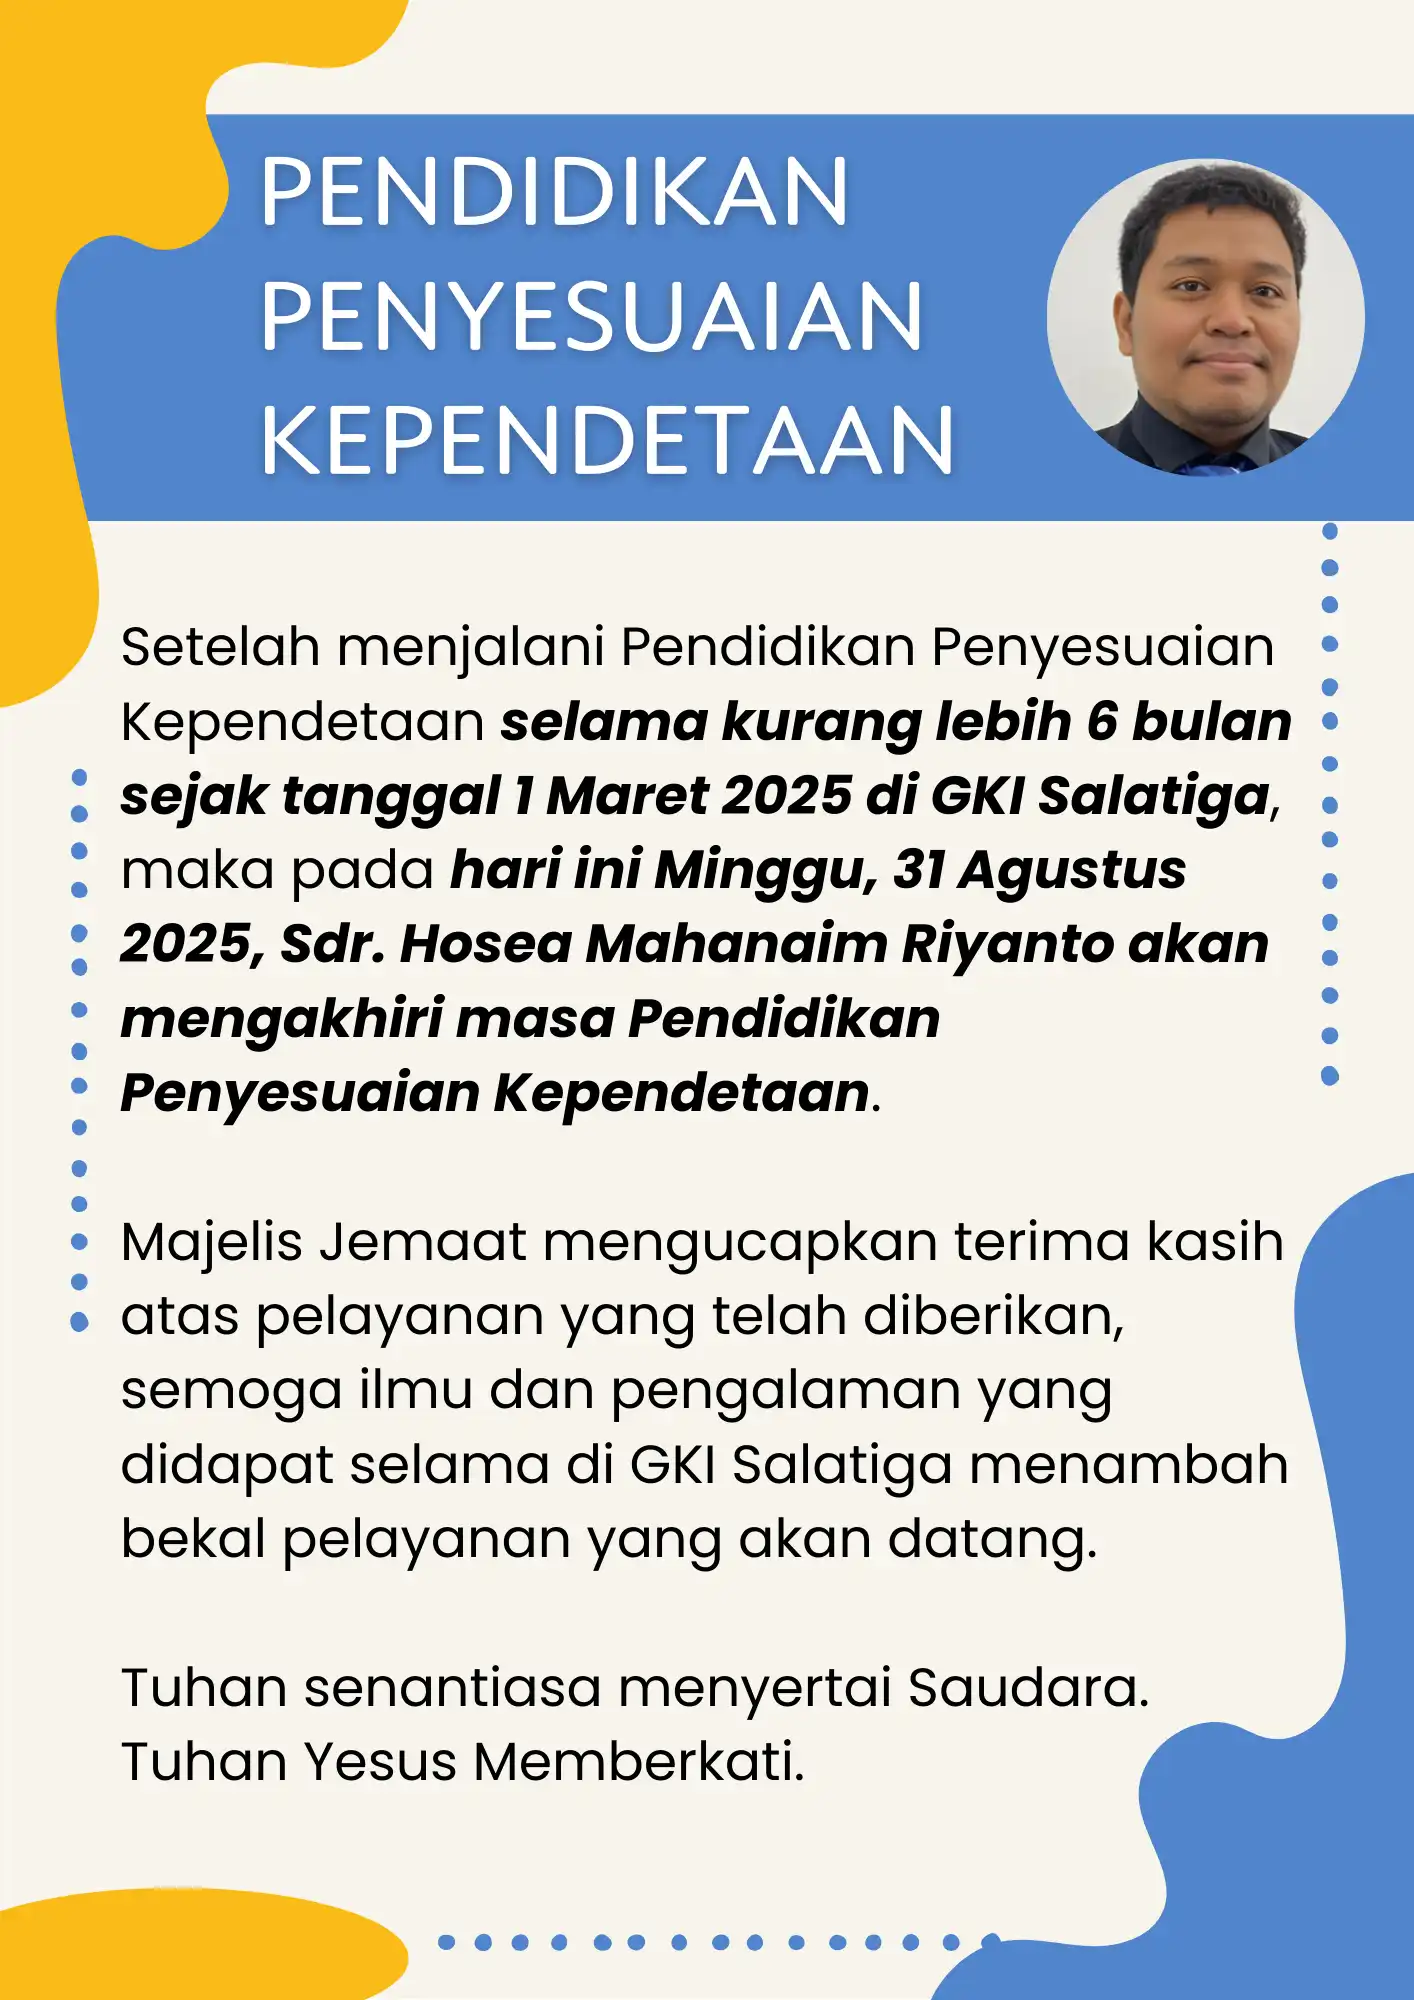 PENDIDIKAN
PENYESUAIAN
KEPENDETAAN
Setelah menjalani Pendidikan Penyesuaian
Kependetaan selama kurang lebih 6 bulan
sejak tanggal 1 Maret 2025 di GKI Salatiga,
maka pada hari ini Minggu, 31 Agustus
2025, Sdr. Hosea Mahanaim Riyanto akan
mengakhiri masa Pendidikan
Penyesuaian Kependetaan.
Majelis Jemaat mengucapkan terima kasih
atas pelayanan yang telah diberikan,
semoga ilmu dan pengalaman yang
didapat selama di GKI Salatiga menambah
bekal pelayanan yang akan datang.
Tuhan senantiasa menyertai Saudara.
Tuhan Yesus Memberkati.